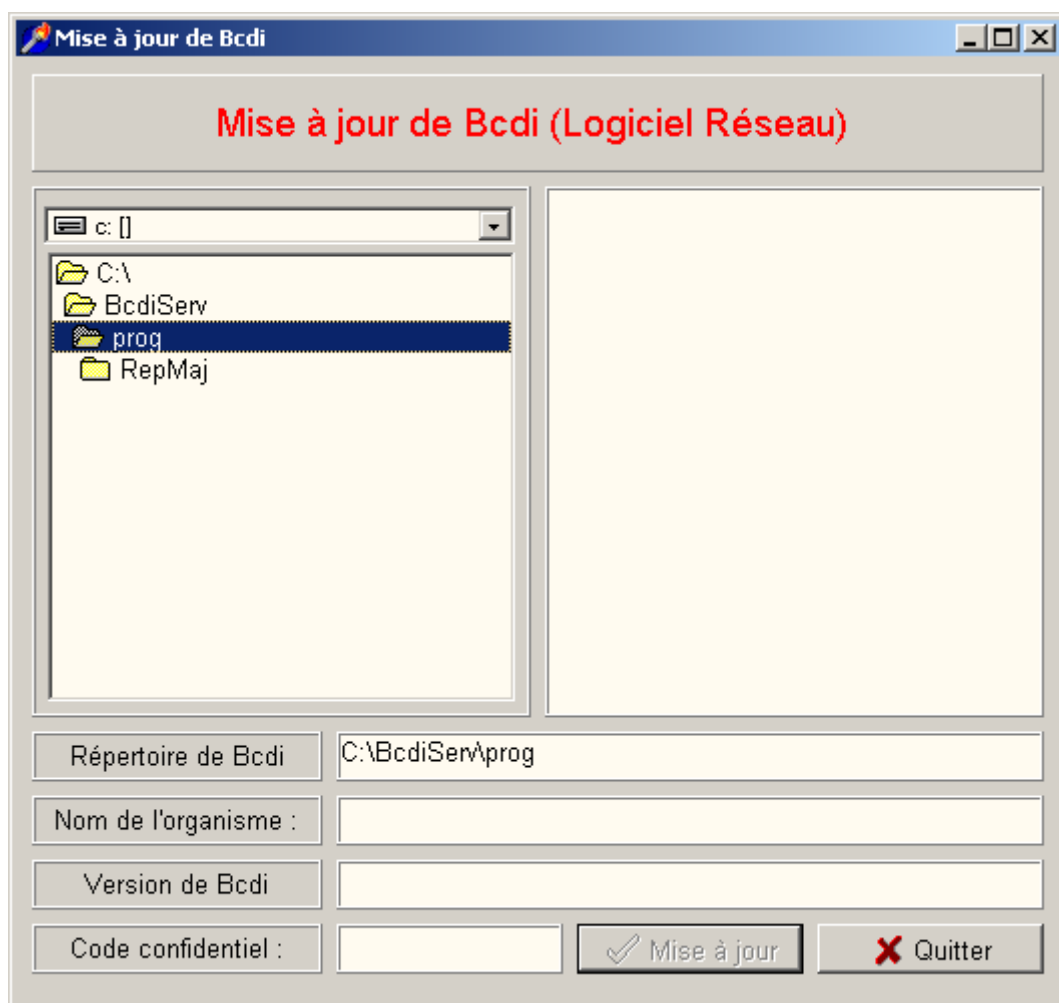 Mise à jour de Bcdi
Mise à jour de Bcdi (Logiciel Réseau)
c: []
C:\
BcdiServ
prog
RepMaj
Répertoire de Bcdi
C:\BcdiServ\prog
Nom de l'organisme :
Version de Bcdi
Code confidentiel :
Mise à jour
Quitter